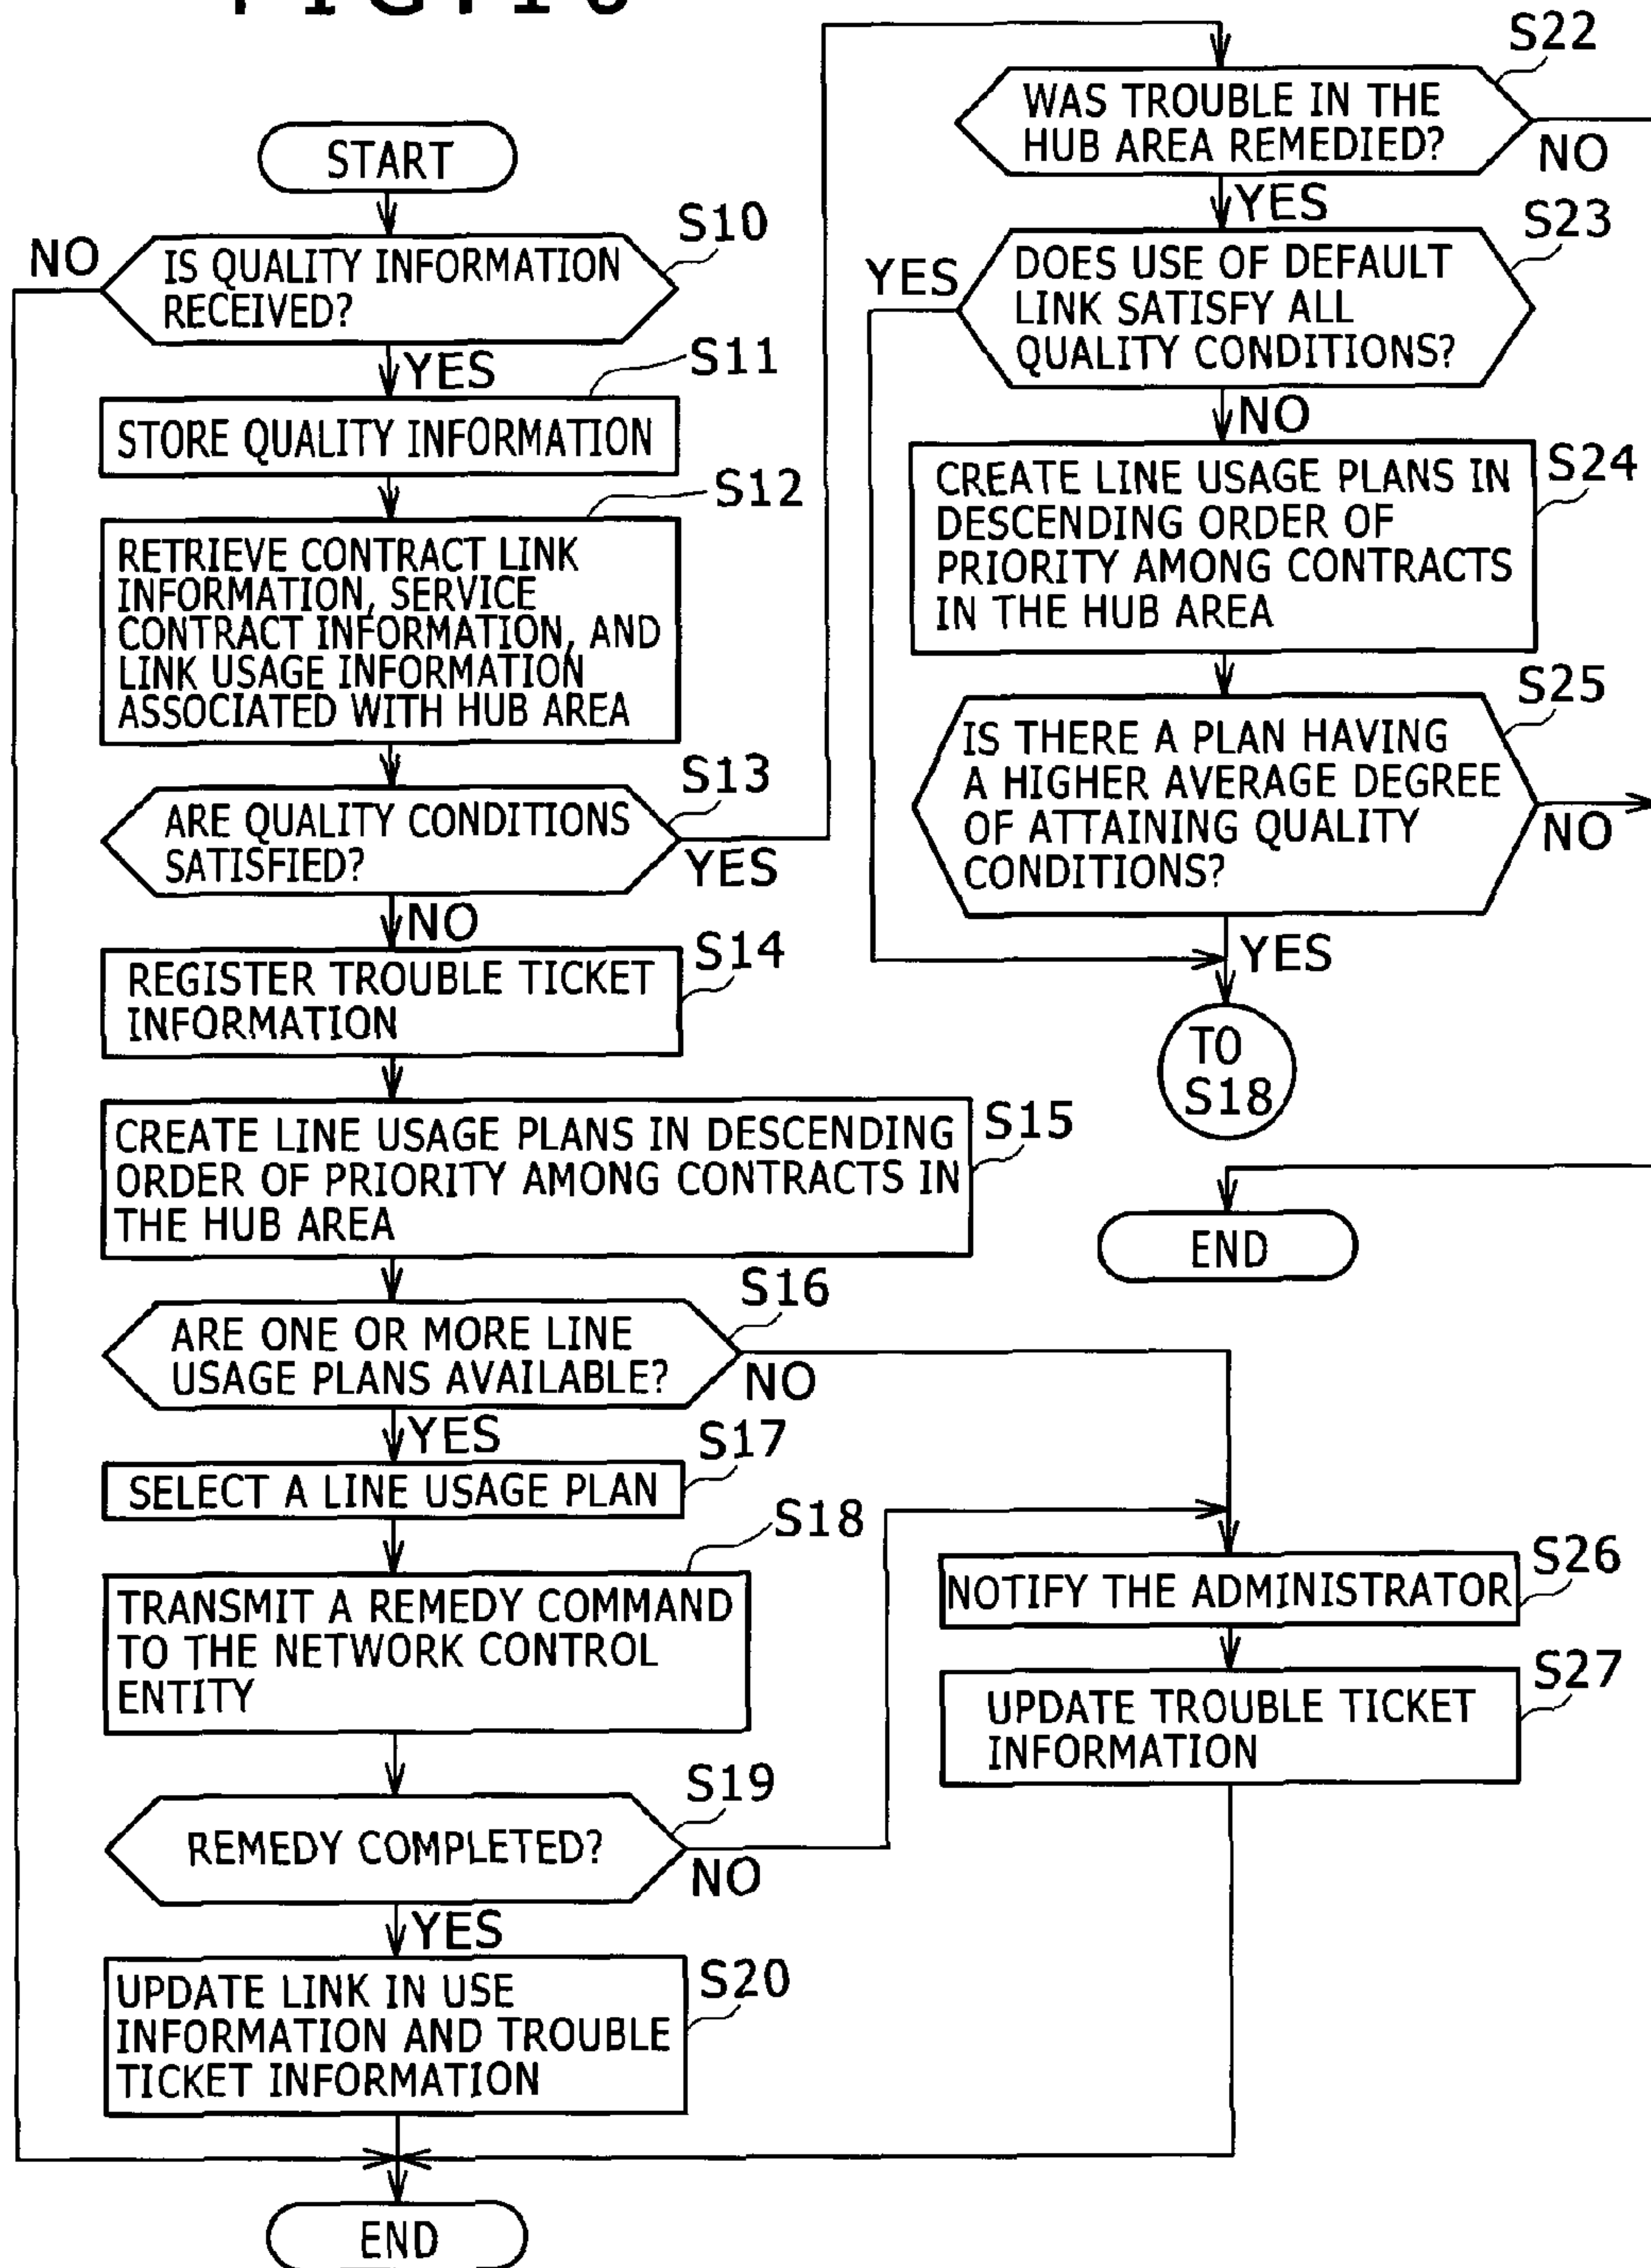 START
S10
NO
IS QUALITY INFORMATION
RECEIVED?
YES
S11
STORE QUALITY INFORMATION
S12
RETRIEVE CONTRACT LINK
INFORMATION, SERVICE
CONTRACT INFORMATION, AND
LINK USAGE INFORMATION
ASSOCIATED WITH HUB AREA
S13
ARE QUALITY CONDITIONS
SATISFIED?
YES
NO
S14
REGISTER TROUBLE TICKET
INFORMATION
S15
CREATE LINE USAGE PLANS IN DESCENDING
ORDER OF PRIORITY AMONG CONTRACTS IN
THE HUB AREA
S16
ARE ONE OR MORE LINE
USAGE PLANS AVAILABLE?
NO
YES
S17
SELECT A LINE USAGE PLAN
S18
TRANSMIT A REMEDY COMMAND
TO THE NETWORK CONTROL
ENTITY
S19
REMEDY COMPLETED?
NO
YES
S20
UPDATE LINK IN USE
INFORMATION AND TROUBLE
TICKET INFORMATION
END
S22
WAS TROUBLE IN THE
HUB AREA REMEDIED?
NO
YES
S23
YES
DOES USE OF DEFAULT
LINK SATISFY ALL
QUALITY CONDITIONS?
NO
S24
CREATE LINE USAGE PLANS IN
DESCENDING ORDER OF
PRIORITY AMONG CONTRACTS
IN THE HUB AREA
S25
IS THERE A PLAN HAVING
A HIGHER AVERAGE DEGREE
OF ATTAINING QUALITY
CONDITIONS?
NO
YES
TO
S18
END
S26
NOTIFY THE ADMINISTRATOR
S27
UPDATE TROUBLE TICKET
INFORMATION